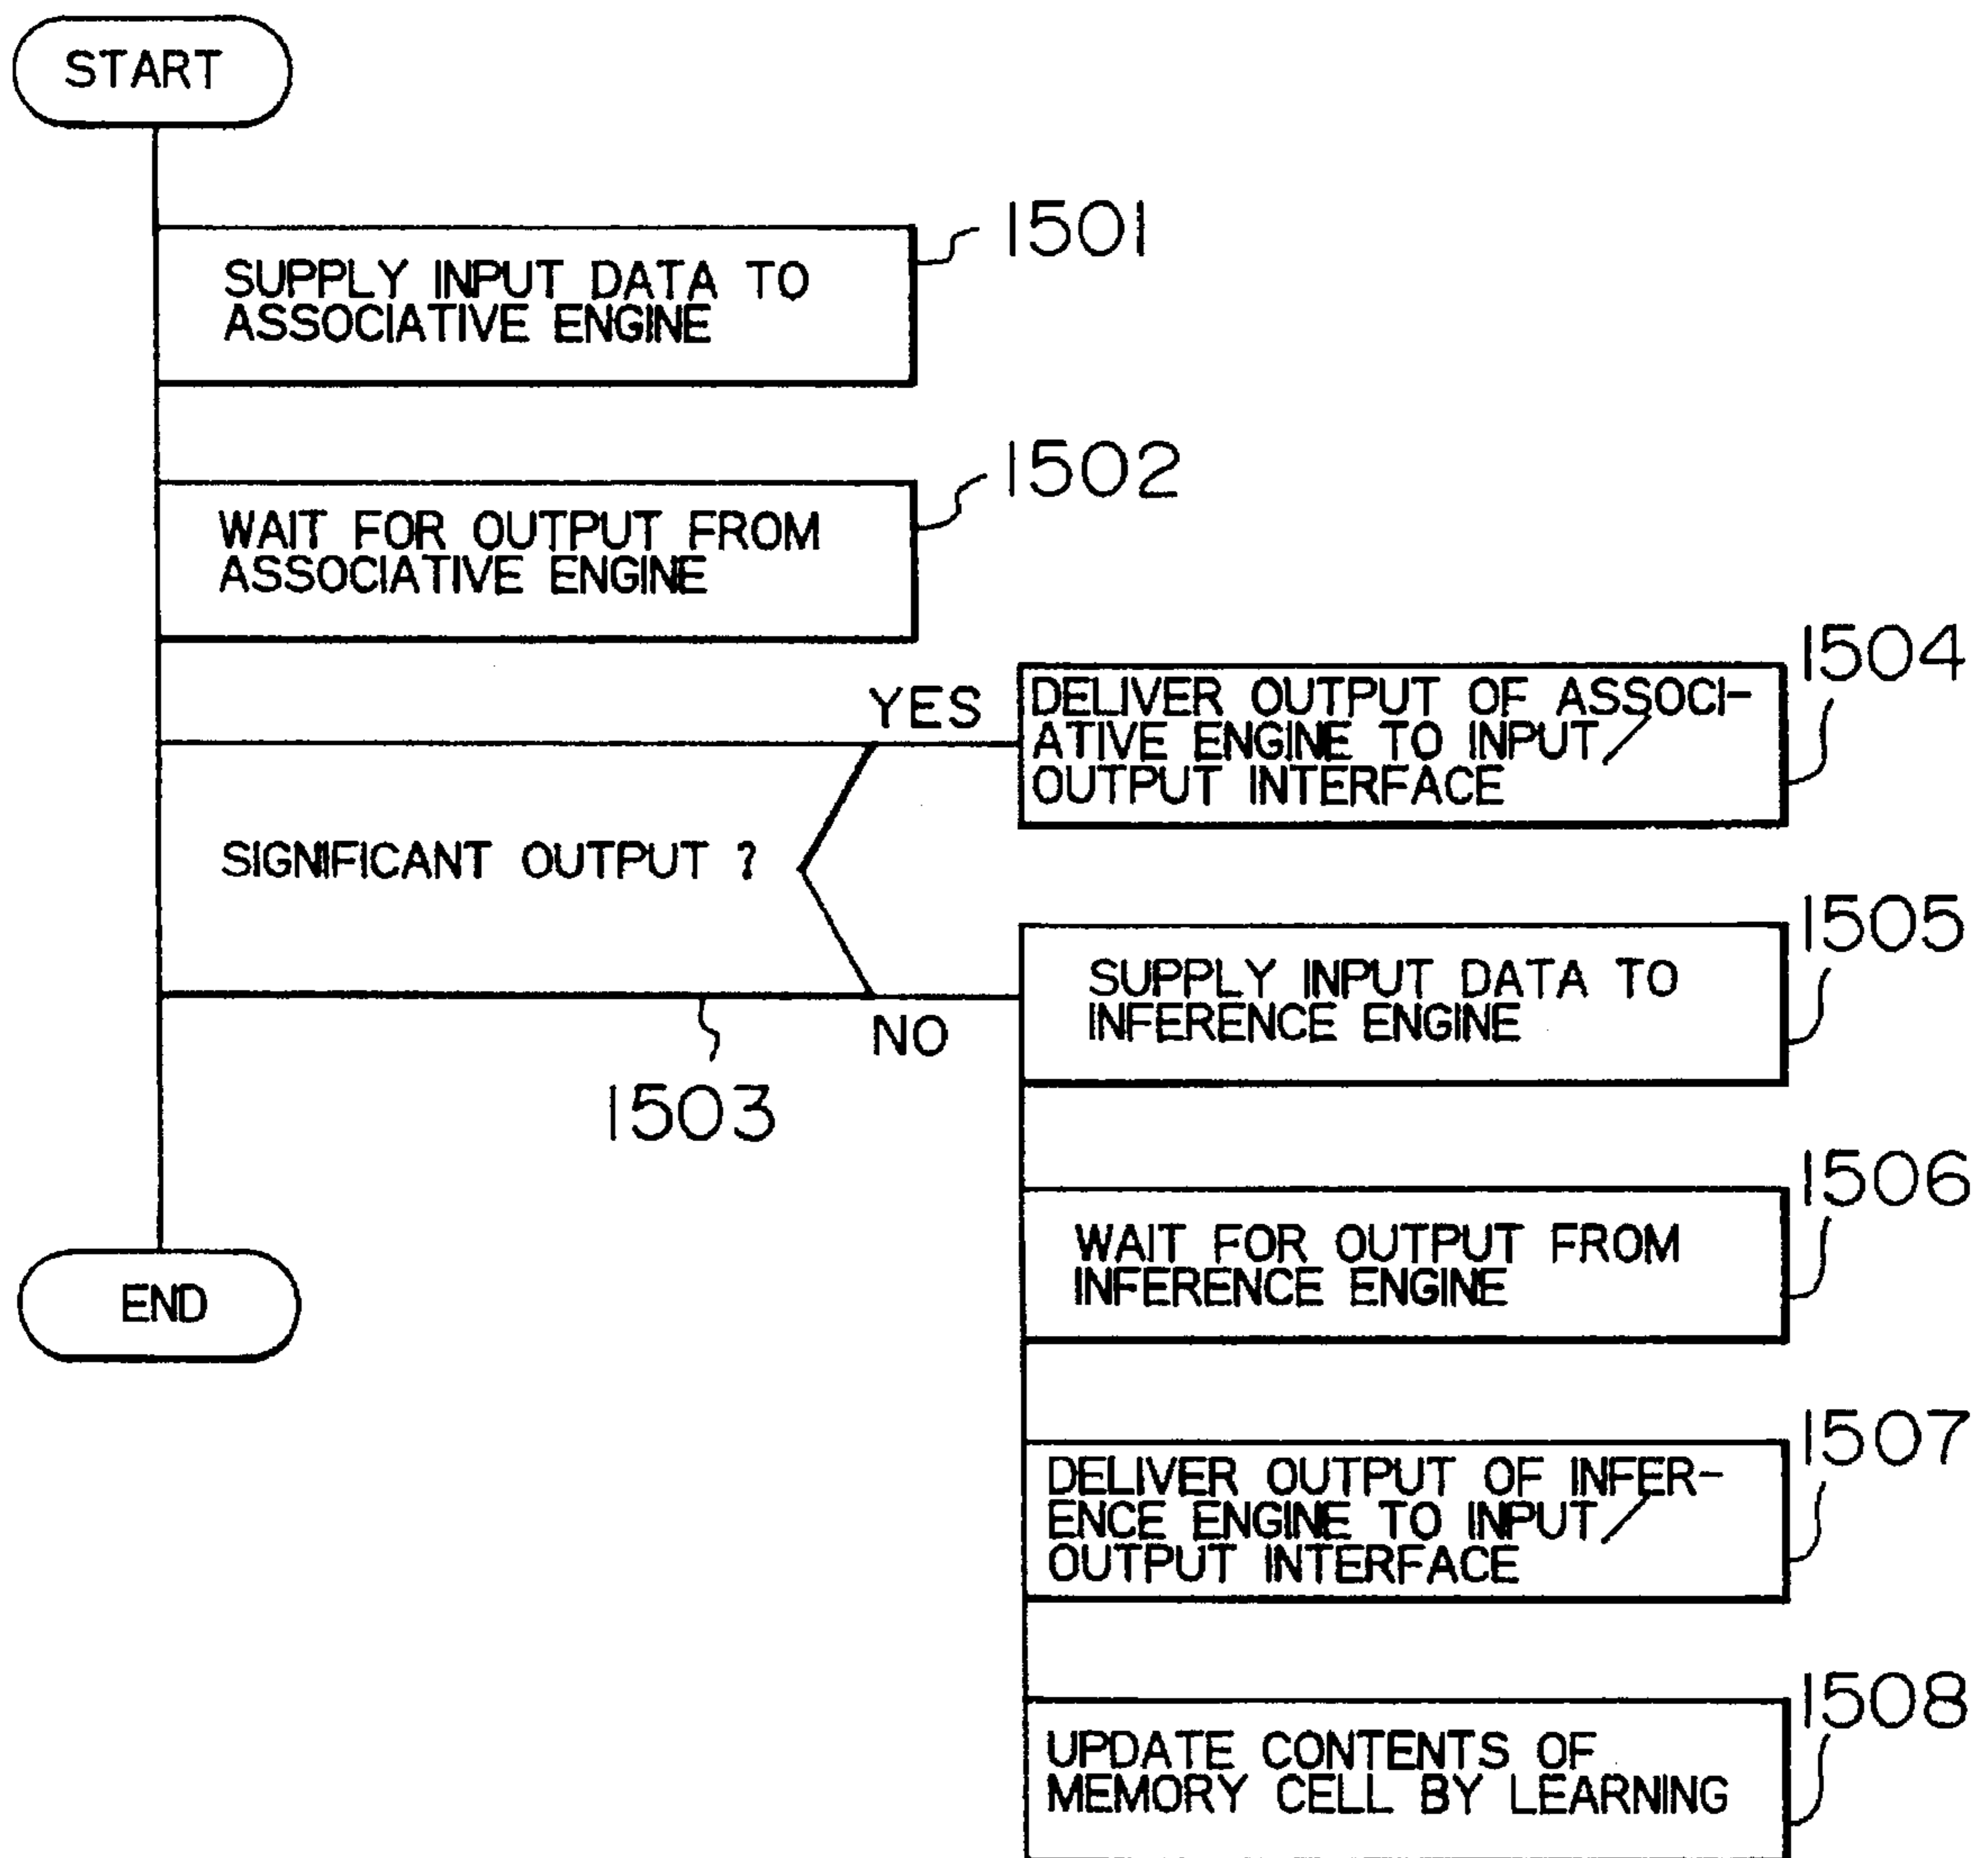 START
1501
SUPPLY INPUT DATA TO
ASSOCIATIVE ENGINE
1502
WAIT FOR OUTPUT FROM
ASSOCIATIVE ENGINE
1504
YES
DELIVER OUTPUT OF ASSOCI-
ATIVE ENGINE TO INPUT/
OUTPUT INTERFACE
SIGNIFICANT OUTPUT ?
1505
SUPPLY INPUT DATA TO
INFERENCE ENGINE
NO
1503
1506
WAIT FOR OUTPUT FROM
INFERENCE ENGINE
END
1507
DELIVER OUTPUT OF INFER-
ENCE ENGINE TO INPUT/
OUTPUT INTERFACE
1508
UPDATE CONTENTS OF
MEMORY CELL BY LEARNING